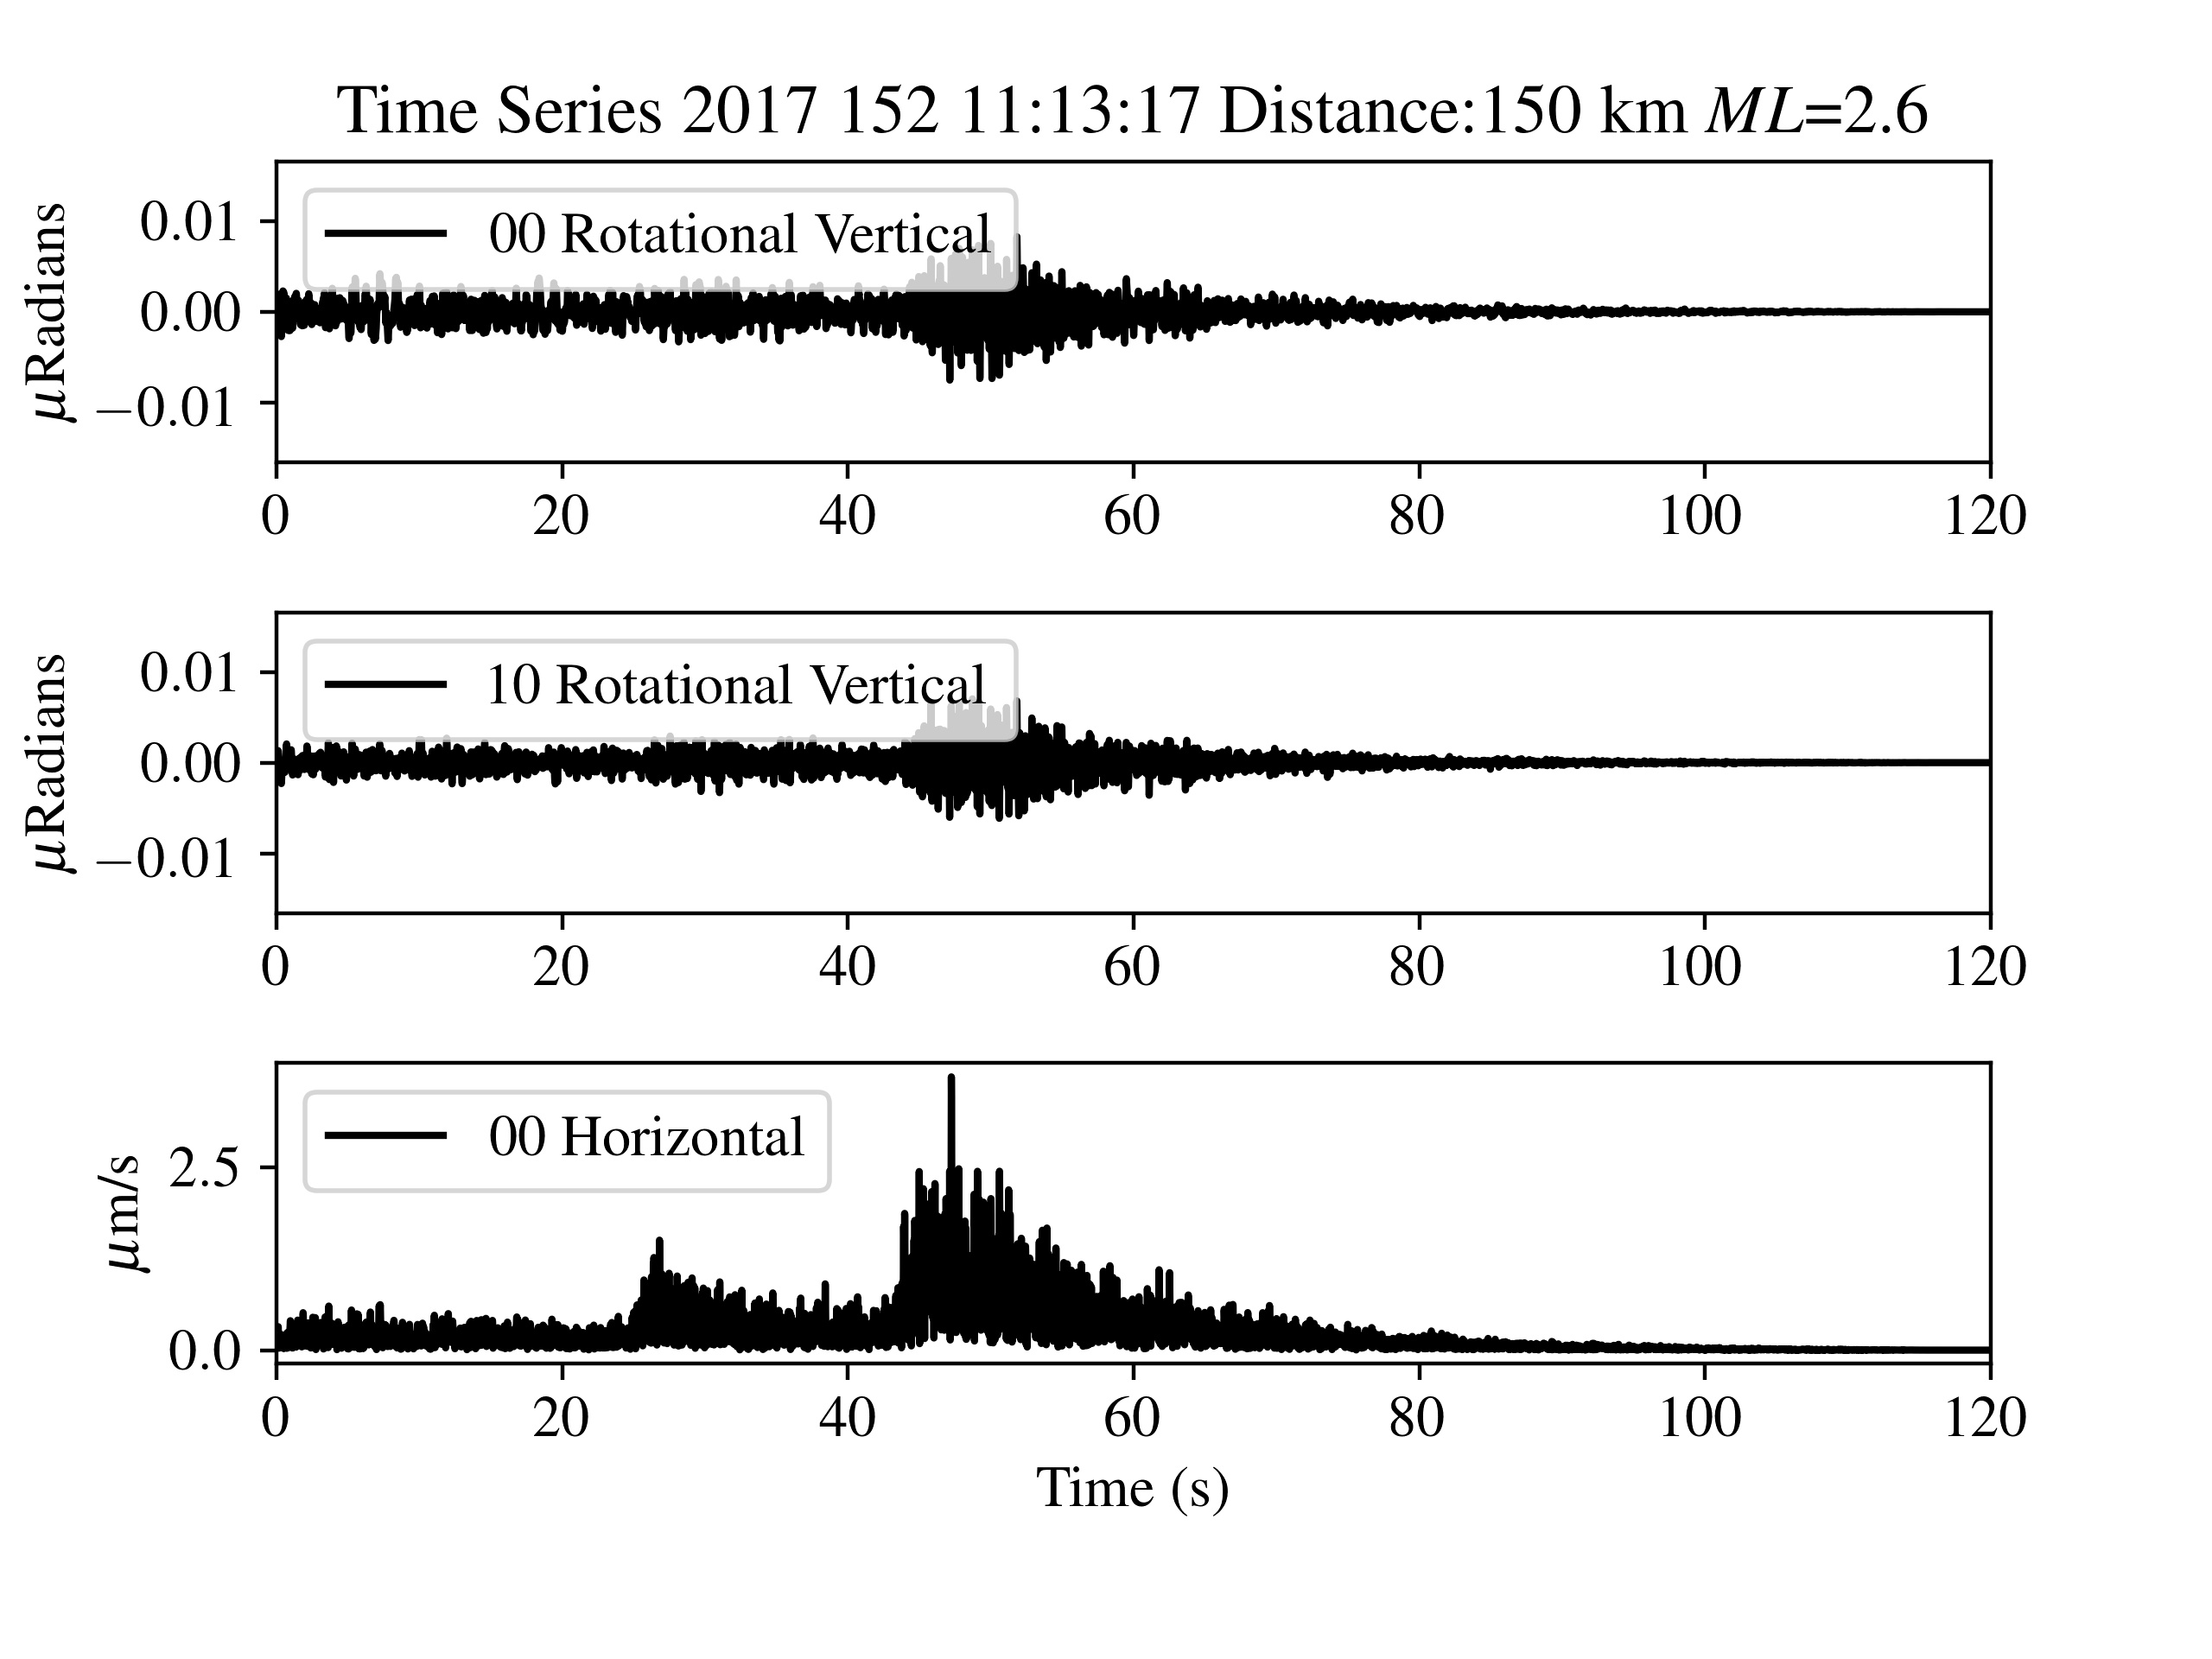 Time Series 2017 152 11:13:17 Distance:150 km ML=2.6
μRadians
0.01
0.00
−0.01
00 Rotational Vertical
0 20 40 60 80 100 120
μRadians
0.01
0.00
−0.01
10 Rotational Vertical
0 20 40 60 80 100 120
μm/s
2.5
0.0
00 Horizontal
0 20 40 60 80 100 120
Time (s)